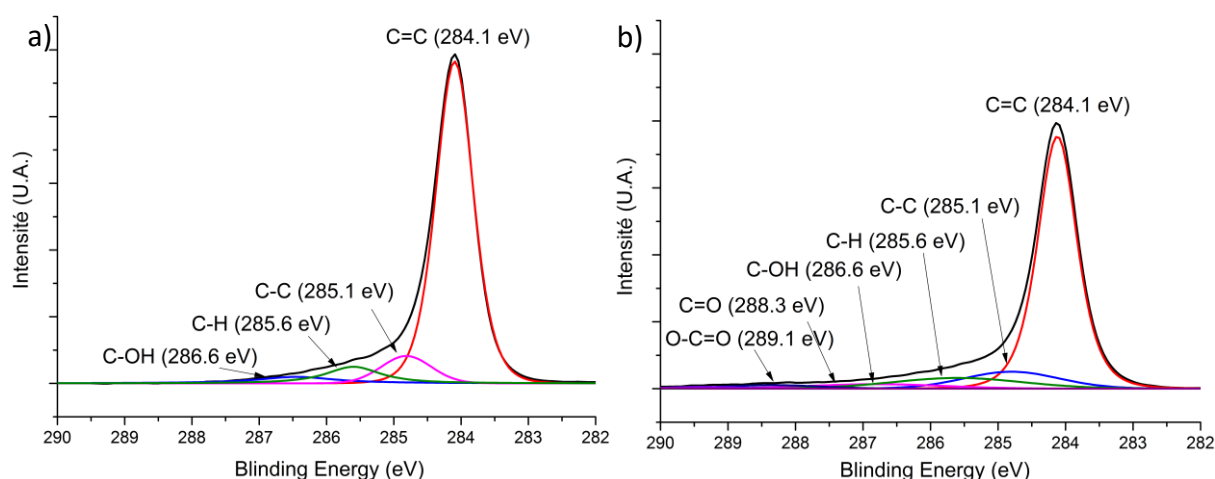 a)
C=C (284.1 eV)
C-C (285.1 eV)
C-H (285.6 eV)
C-OH (286.6 eV)
Intensité (U.A.)
290 289 288 287 286 285 284 283 282
Blinding Energy (eV)
b)
C=C (284.1 eV)
C-C (285.1 eV)
C-H (285.6 eV)
C-OH (286.6 eV)
C=O (288.3 eV)
O-C=O (289.1 eV)
Intensité (U.A.)
290 289 288 287 286 285 284 283 282
Blinding Energy (eV)